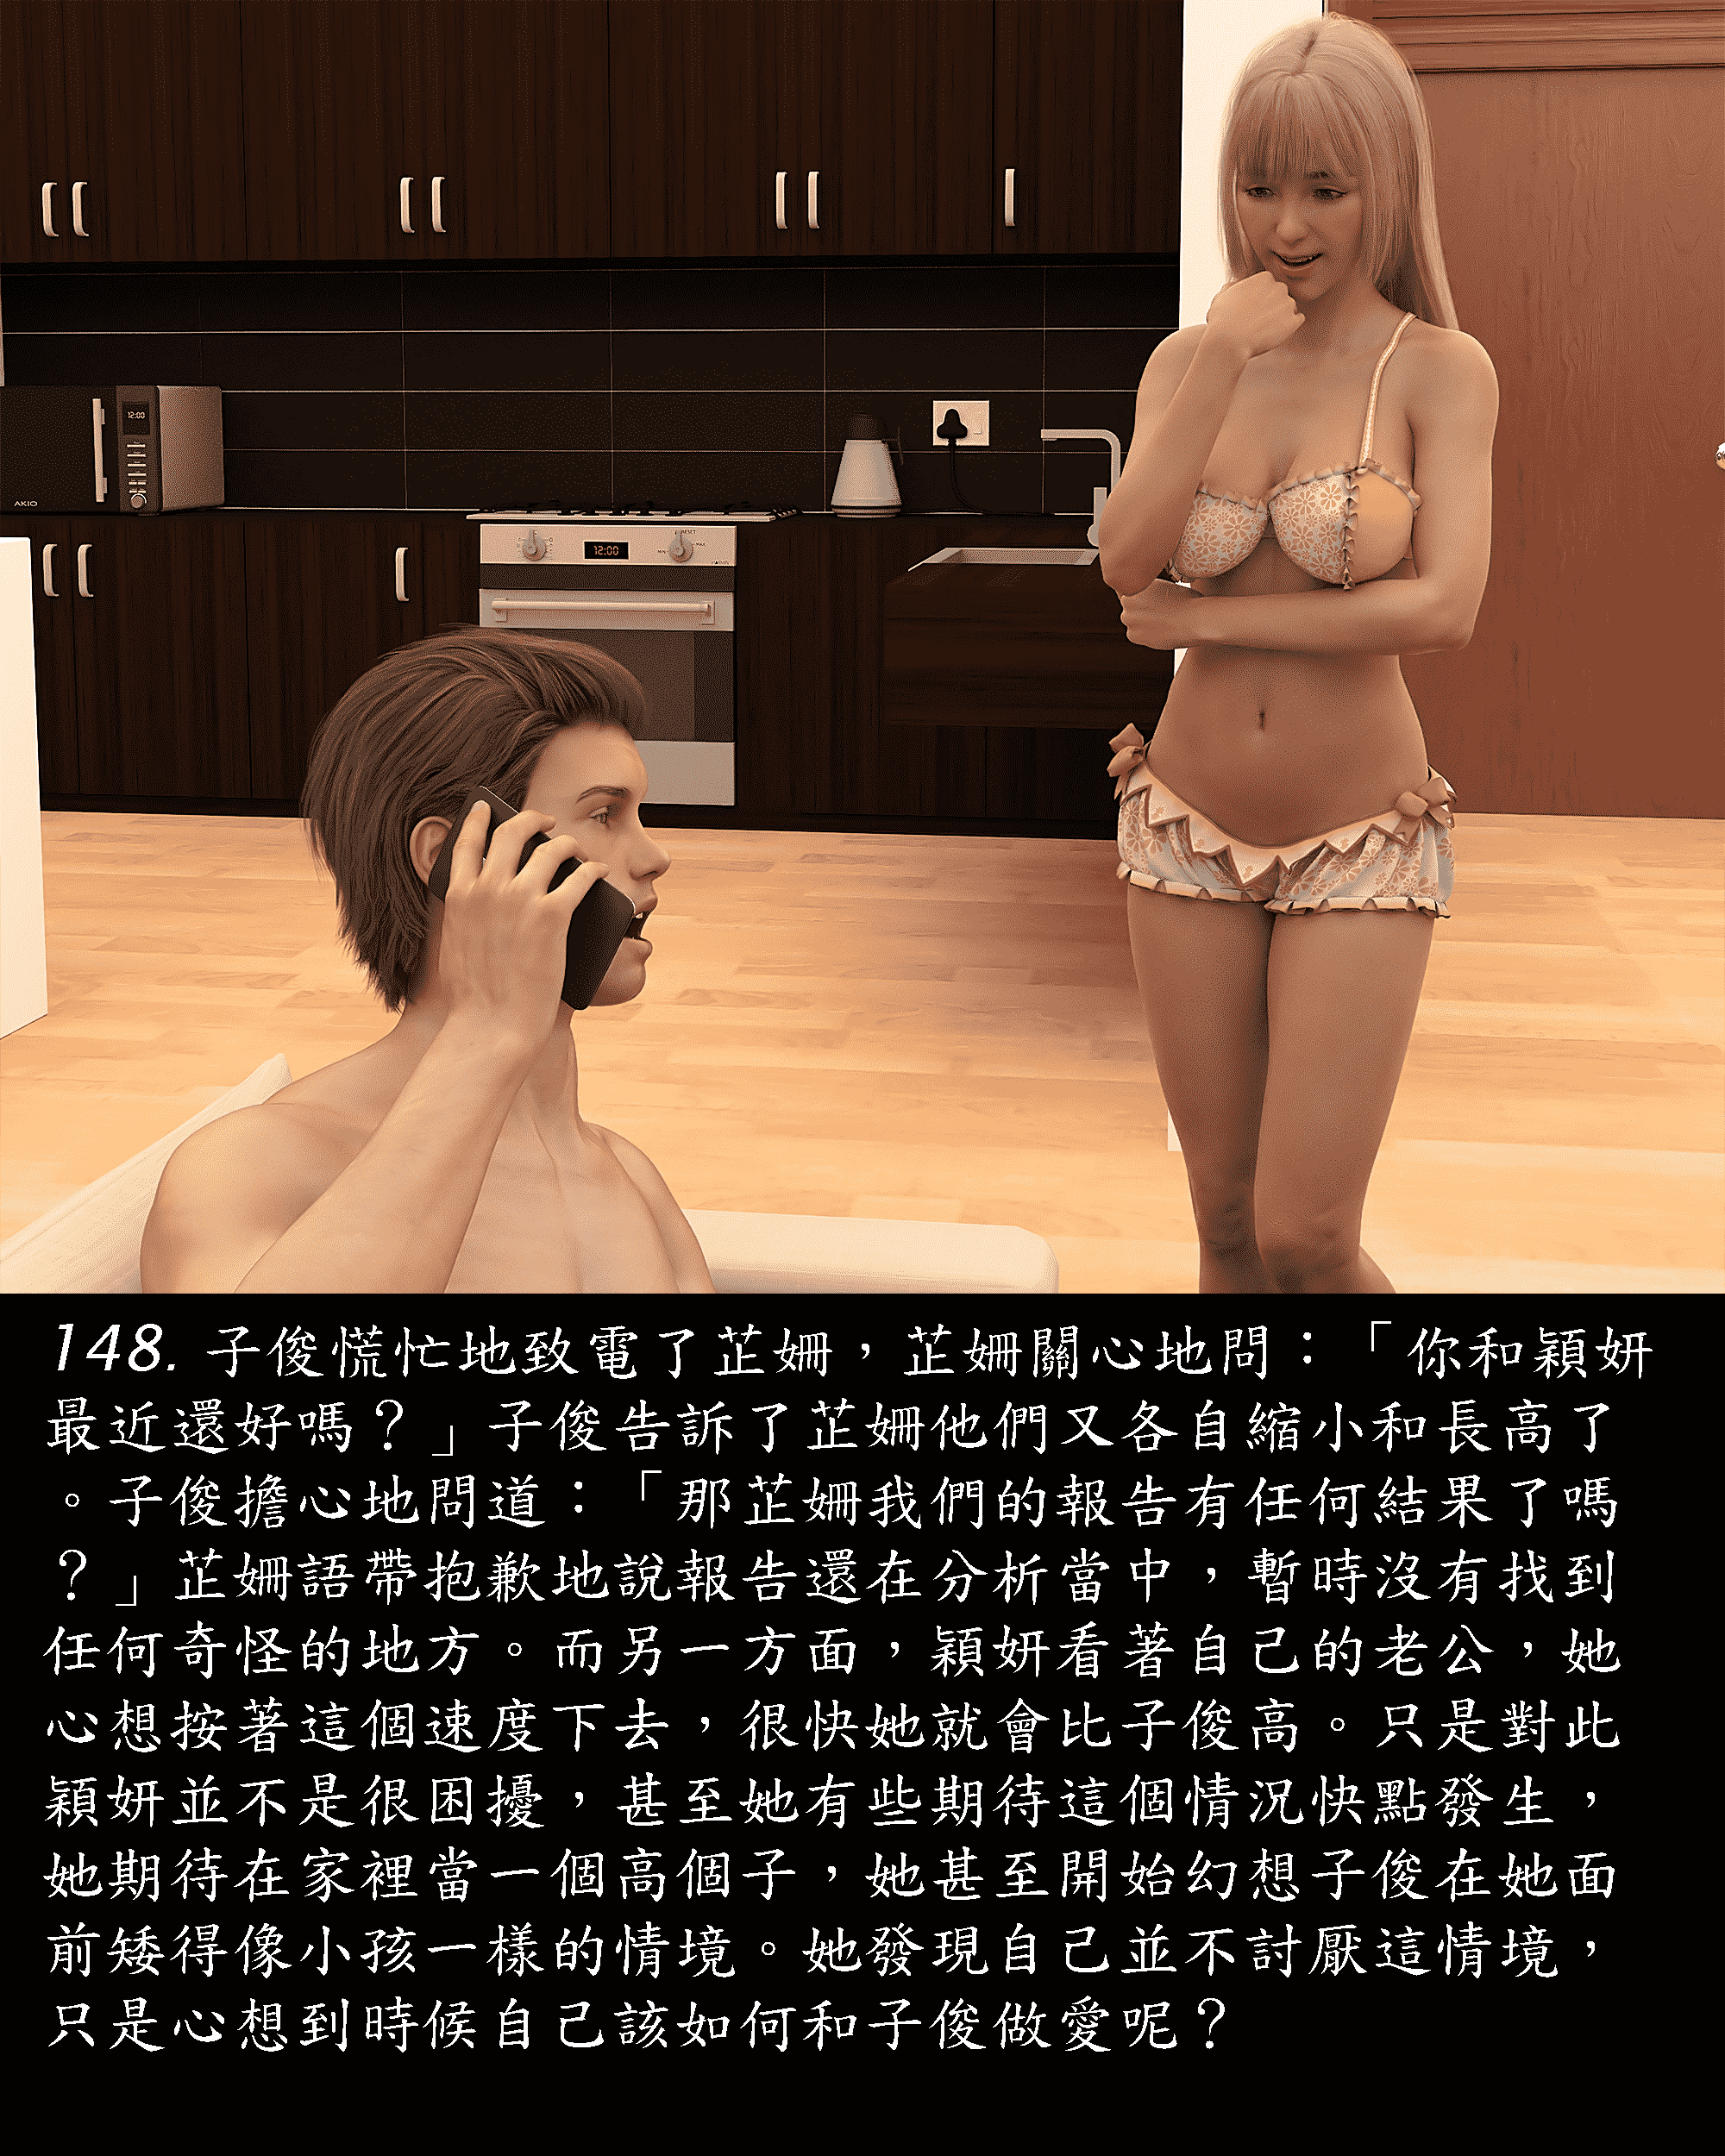 AKIO
12:00
12:00
RESET
MIN
MAX
148. 子俊慌忙地致電了芷姍，芷姍關心地問：「你和穎妍
最近還好嗎？」子俊告訴了芷姍他們又各自縮小和長高了
。子俊擔心地問道：「那芷姍我們的報告有任何結果了嗎
？」芷姍語帶抱歉地說報告還在分析當中，暫時沒有找到
任何奇怪的地方。而另一方面，穎妍看著自己的老公，她
心想按著這個速度下去，很快她就會比子俊高。只是對此
穎妍並不是很困擾，甚至她有些期待這個情況快點發生，
她期待在家裡當一個高個子，她甚至開始幻想子俊在她面
前矮得像小孩一樣的情境。她發現自己並不討厭這情境，
只是心想到時候自己該如何和子俊做愛呢？